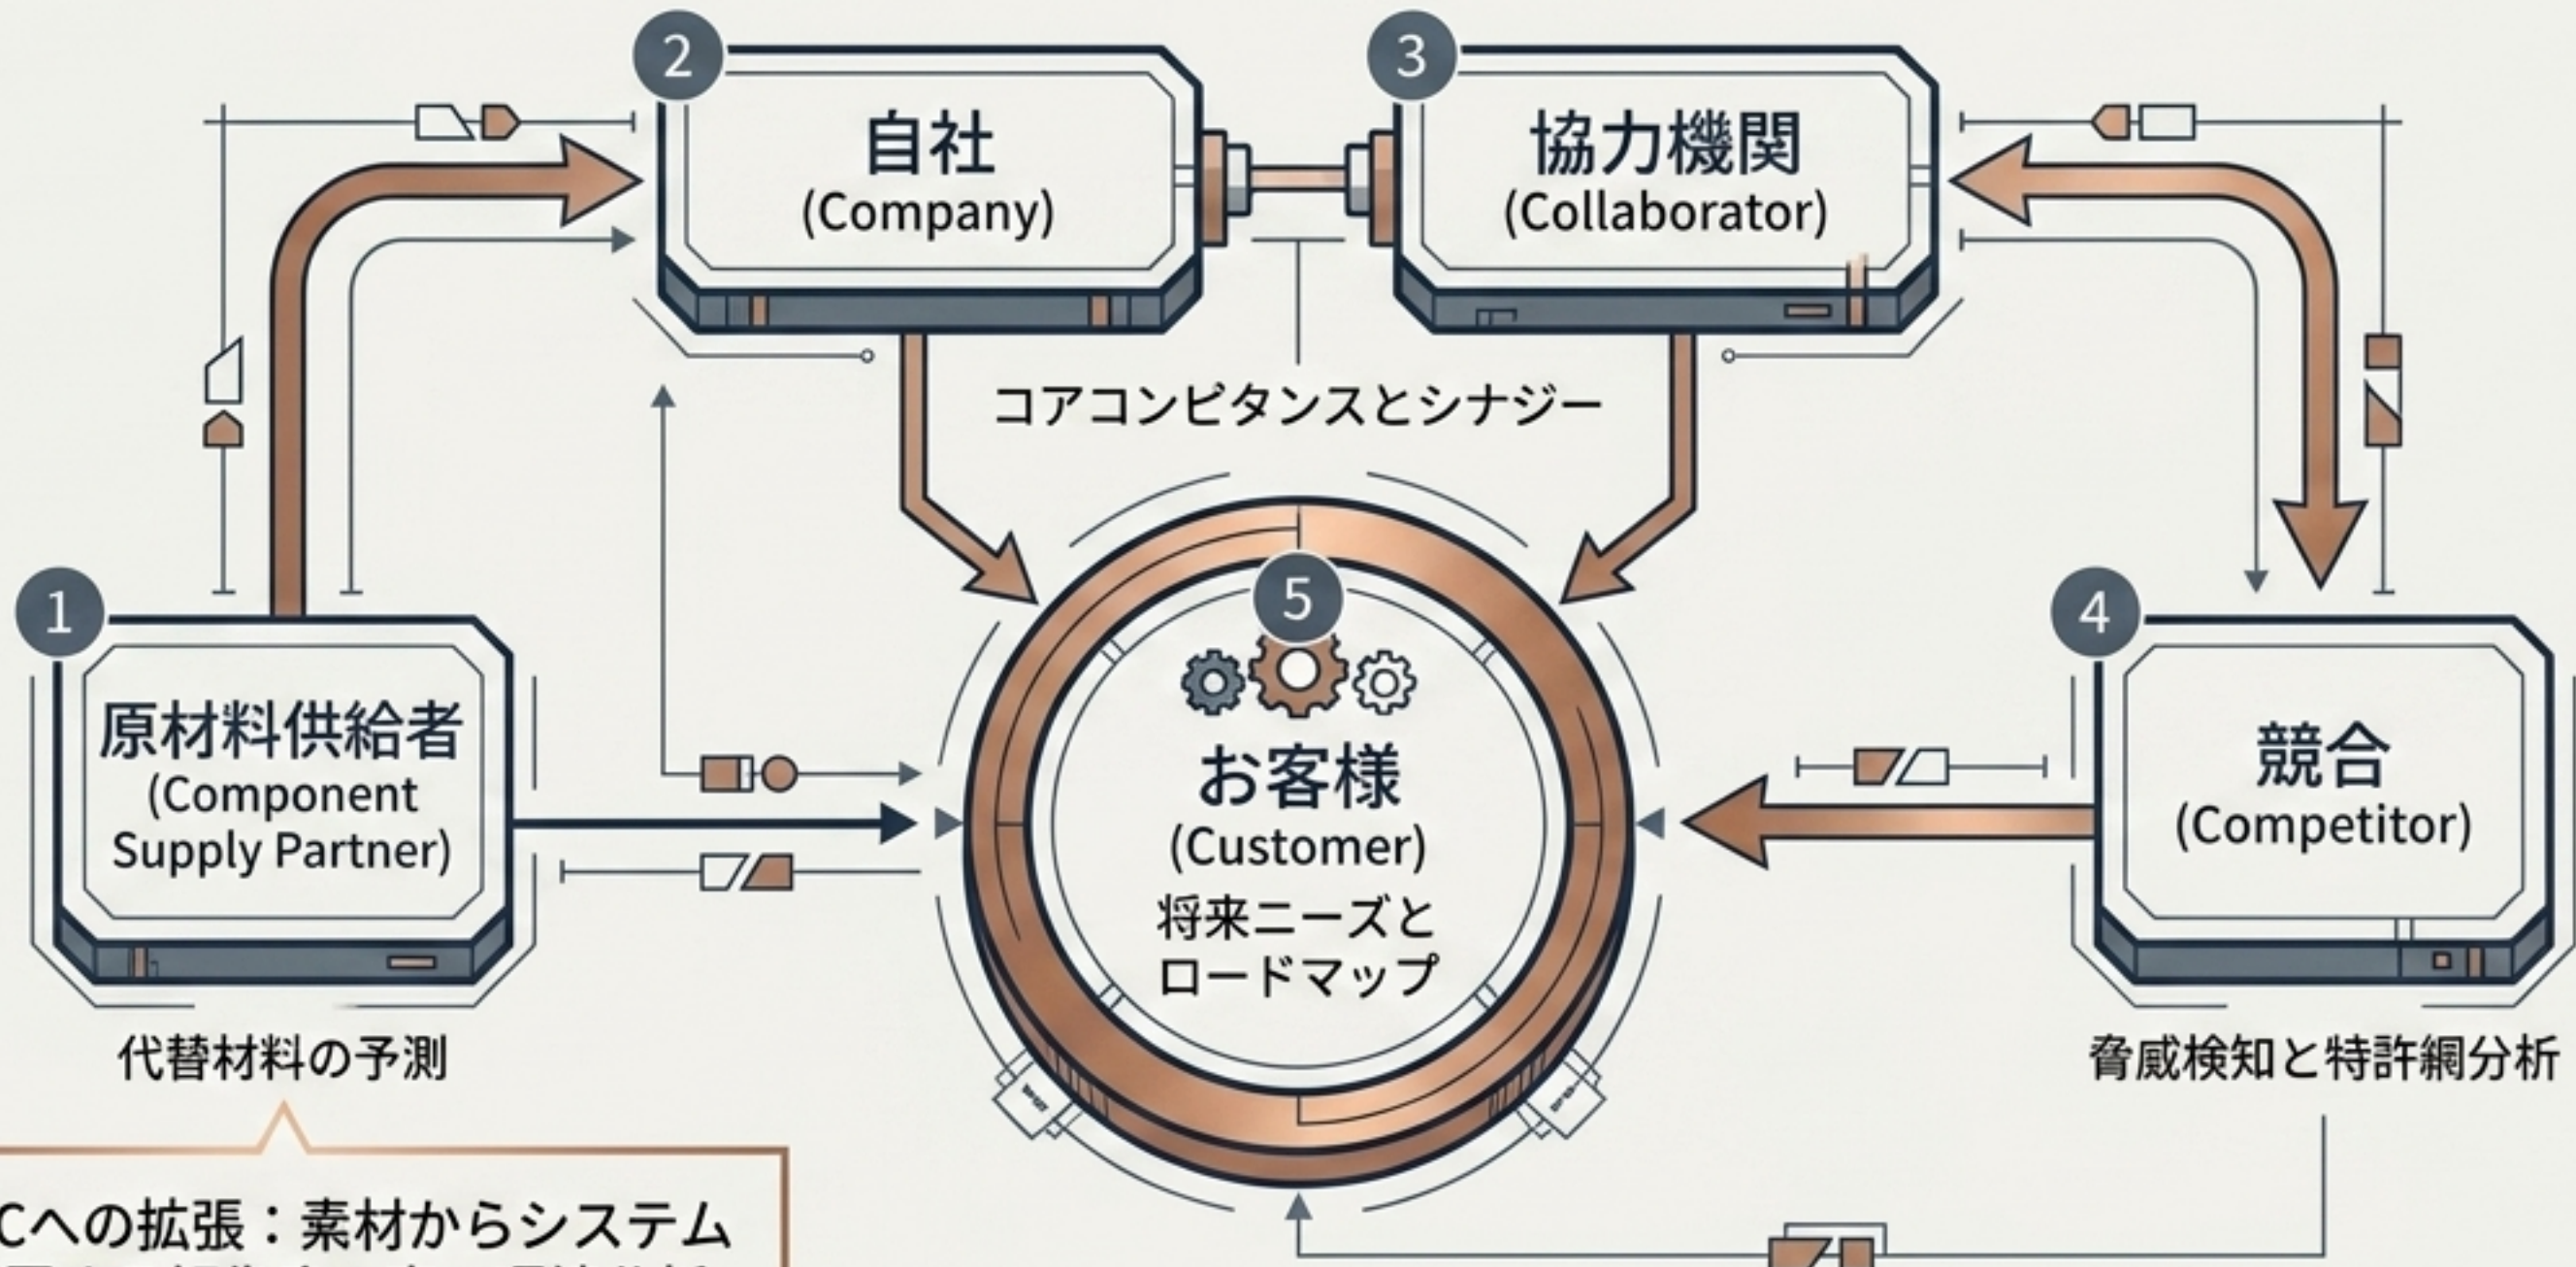 2
自社
(Company)
3
協力機関
(Collaborator)
コアコンピタンスとシナジー
1
原材料供給者
(Component
Supply Partner)
代替材料の予測
5
お客様
(Customer)
将来ニーズと
ロードマップ
4
競合
(Competitor)
脅威検知と特許網分析
Cへの拡張：素材からシステム